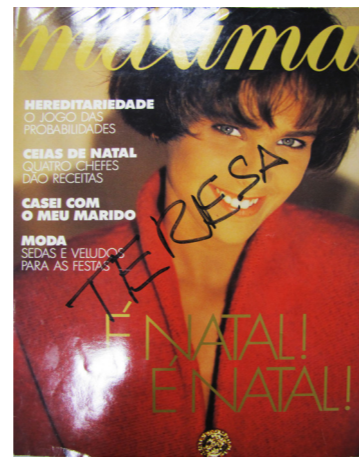 máxima
HEREDITARIEDADE
O JOGO DAS
PROBABILIDADES
CEIAS DE NATAL
QUATRO CHEFES
DÃO RECEITAS
CASEI COM
O MEU MARIDO
MODA
SEDAS E VELUDOS
PARA AS FESTAS
TERESA
É NATAL!
É NATAL!